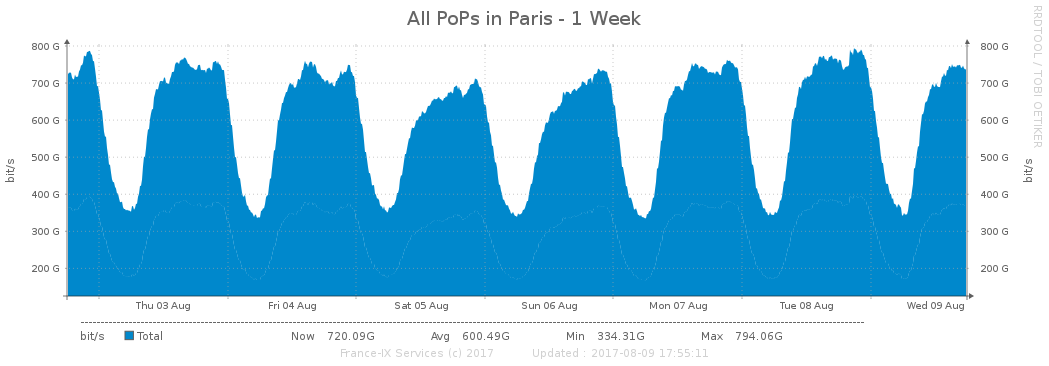 All PoPs in Paris - 1 Week
RRDTOOL / TOBI OETIKER
bit/s
bit/s
800 G
700 G
600 G
500 G
400 G
300 G
200 G
800 G
700 G
600 G
500 G
400 G
300 G
200 G
Thu 03 Aug Fri 04 Aug Sat 05 Aug Sun 06 Aug Mon 07 Aug Tue 08 Aug Wed 09 Aug
bit/s Total Now 720.09G Avg 600.49G Min 334.31G Max 794.06G
France-IX Services (c) 2017 Updated : 2017-08-09 17:55:11